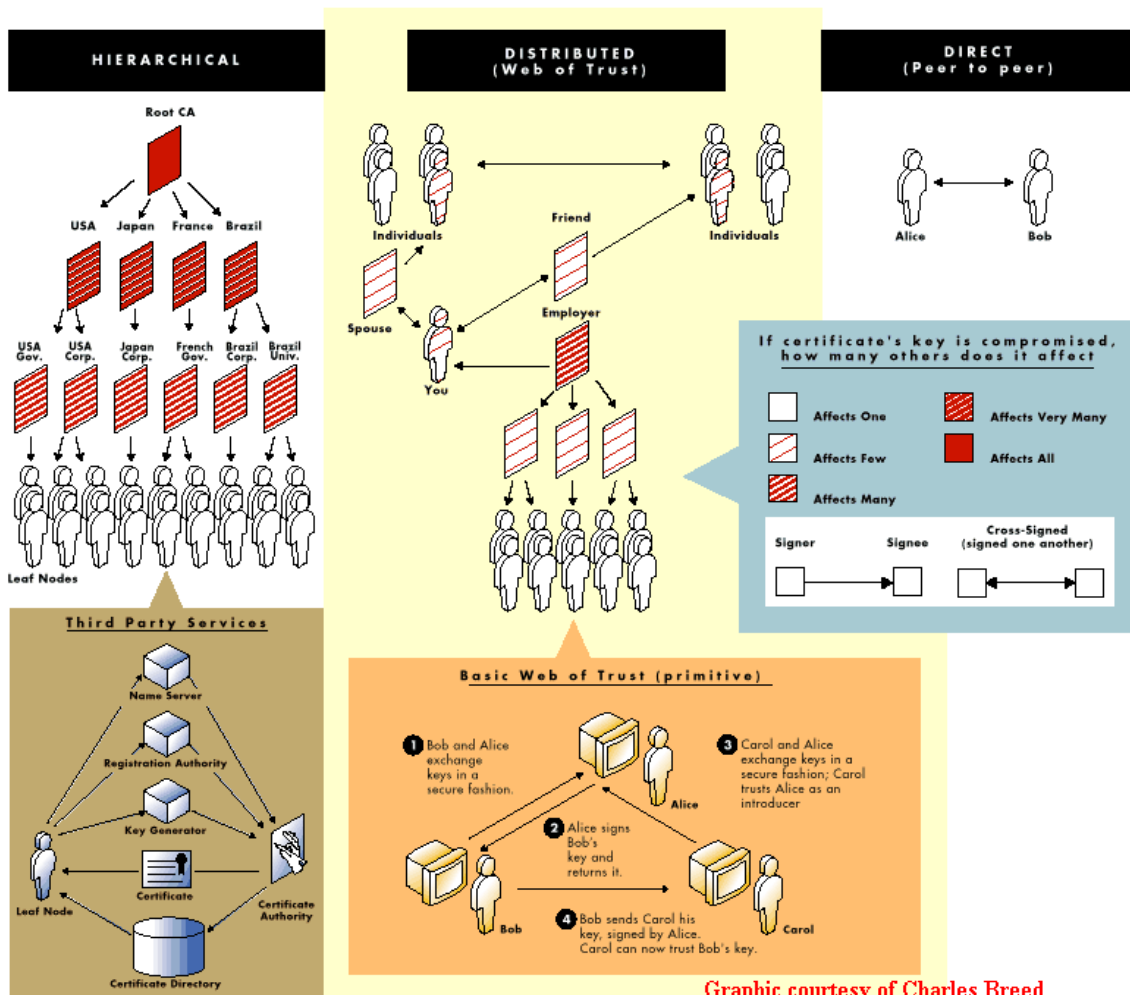 HIERARCHICAL
DISTRIBUTED
(Web of Trust)
DIRECT
(Peer to peer)
Root CA
USA
Japan
France
Brazil
USA
Gov.
USA
Corp.
Japan
Corp.
French
Gov.
Brazil
Corp.
Brazil
Univ.
Leaf Nodes
Individuals
Individuals
Friend
Spouse
Employer
You
Alice
Bob
If certificate's key is compromised,
how many others does it affect
Affects One
Affects Very Many
Affects Few
Affects All
Affects Many
Signer
Signee
Cross-Signed
(signed one another)
Third Party Services
Name Server
Registration Authority
Key Generator
Leaf Node
Certificate
Certificate
Authority
Certificate Directory
Basic Web of Trust (primitive)
1 Bob and Alice
exchange
keys in a
secure fashion.
2 Alice signs
Bob's
key and
returns it.
3 Carol and Alice
exchange keys in a
secure fashion; Carol
trusts Alice as an
introducer
Alice
Bob
Carol
4 Bob sends Carol his
key, signed by Alice.
Carol can now trust Bob's key.
Graphic courtesy of Charles Breed